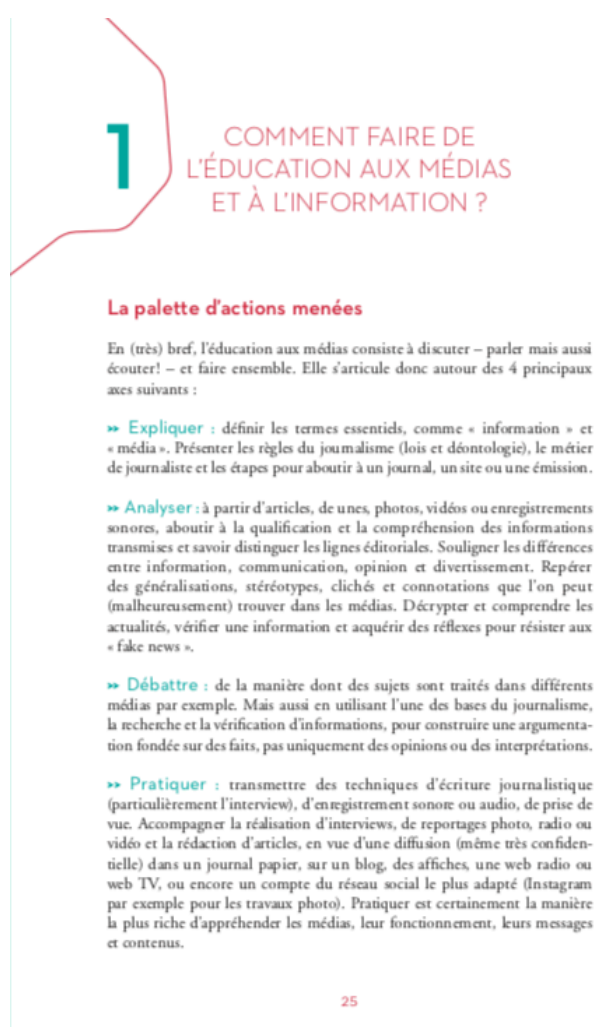 1
COMMENT FAIRE DE
L'ÉDUCATION AUX MÉDIAS
ET À L'INFORMATION ?
La palette d'actions menées
En (très) bref, l'éducation aux médias consiste à discuter – parler mais aussi
écouter! – et faire ensemble. Elle s'articule donc autour des 4 principaux
axes suivants :
»» Expliquer : définir les termes essentiels, comme « information » et
« média ». Présenter les règles du journalisme (lois et déontologie), le métier
de journaliste et les étapes pour aboutir à un journal, un site ou une émission.
»» Analyser : à partir d'articles, de unes, photos, vidéos ou enregistrements
sonores, aboutir à la qualification et la compréhension des informations
transmises et savoir distinguer les lignes éditoriales. Souligner les différences
entre information, communication, opinion et divertissement. Repérer
des généralisations, stéréotypes, clichés et connotations que l'on peut
(malheureusement) trouver dans les médias. Décrypter et comprendre les
actualités, vérifier une information et acquérir des réflexes pour résister aux
« fake news ».
»» Débattre : de la manière dont des sujets sont traités dans différents
médias par exemple. Mais aussi en utilisant l'une des bases du journalisme,
la recherche et la vérification d'informations, pour construire une argumenta-
tion fondée sur des faits, pas uniquement des opinions ou des interprétations.
»» Pratiquer : transmettre des techniques d'écriture journalistique
(particulièrement l'interview), d'enregistrement sonore ou audio, de prise de
vue. Accompagner la réalisation d'interviews, de reportages photo, radio ou
vidéo et la rédaction d'articles, en vue d'une diffusion (même très confiden-
tielle) dans un journal papier, sur un blog, des affiches, une web radio ou
web TV, ou encore un compte du réseau social le plus adapté (Instagram
par exemple pour les travaux photo). Pratiquer est certainement la manière
la plus riche d'appréhender les médias, leur fonctionnement, leurs messages
et contenus.
25